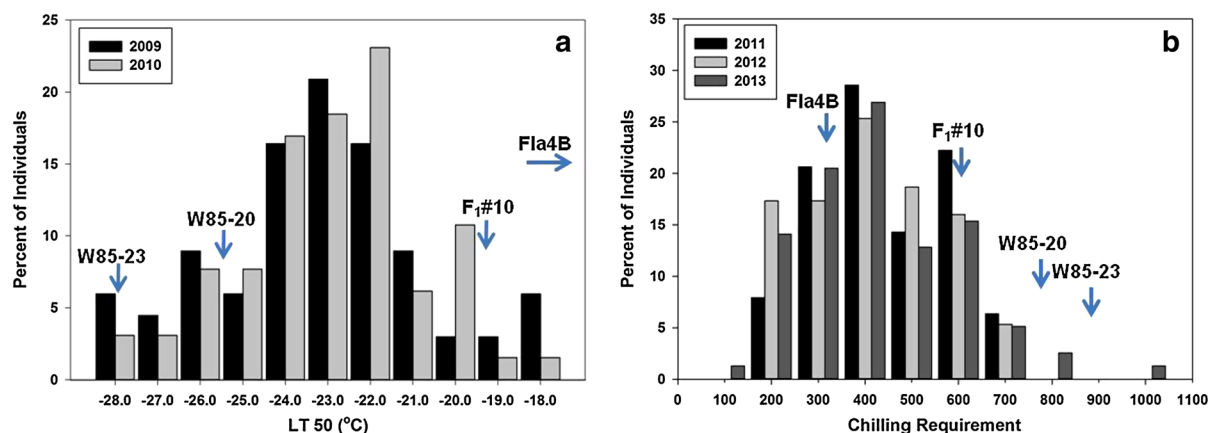 a
2009
2010
W85-23
W85-20
F₁#10
Fla4B
Percent of Individuals
25
20
15
10
5
0
-28.0 -27.0 -26.0 -25.0 -24.0 -23.0 -22.0 -21.0 -20.0 -19.0 -18.0
LT 50 (°C)
b
2011
2012
2013
Fla4B
F₁#10
W85-20
W85-23
Percent of Individuals
35
30
25
20
15
10
5
0
0 100 200 300 400 500 600 700 800 900 1000 1100
Chilling Requirement